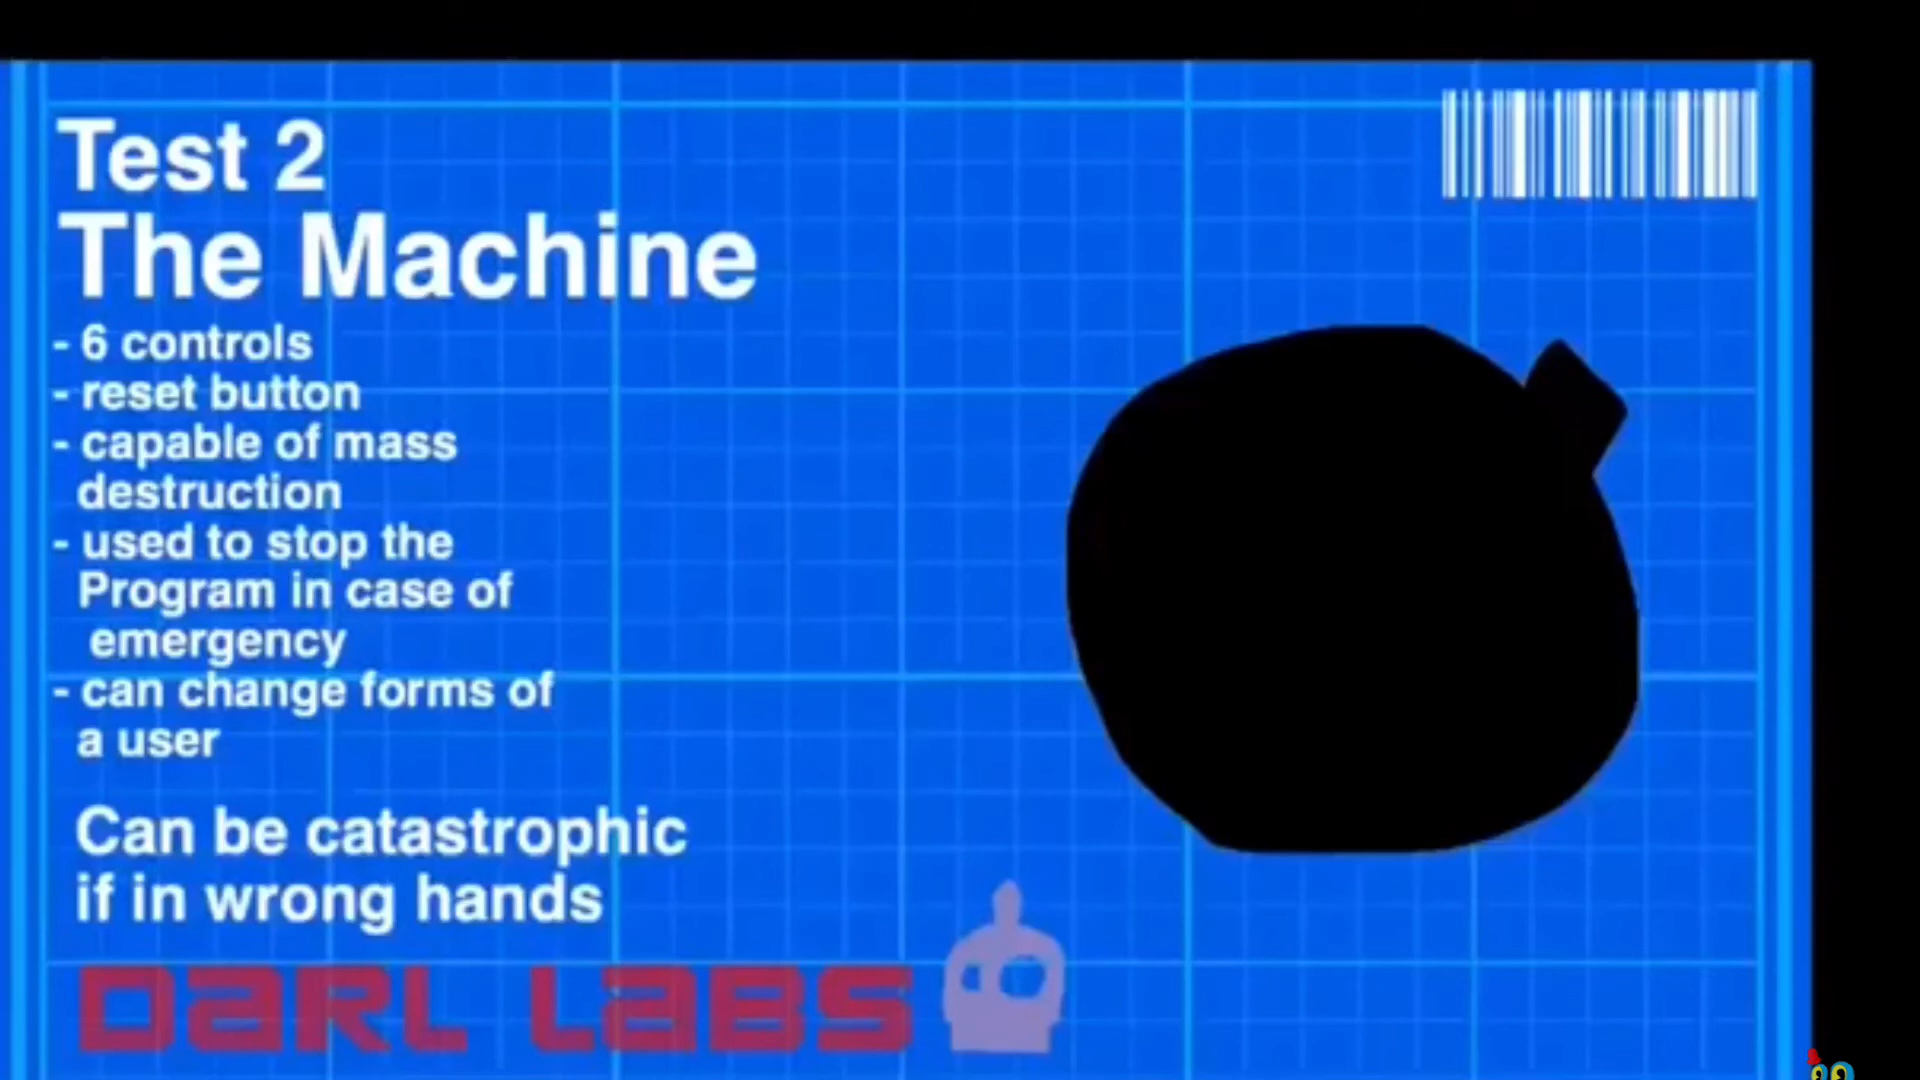 Test 2
The Machine
- 6 controls
- reset button
- capable of mass
destruction
- used to stop the
Program in case of
emergency
- can change forms of
a user
Can be catastrophic
if in wrong hands
DARL LABS